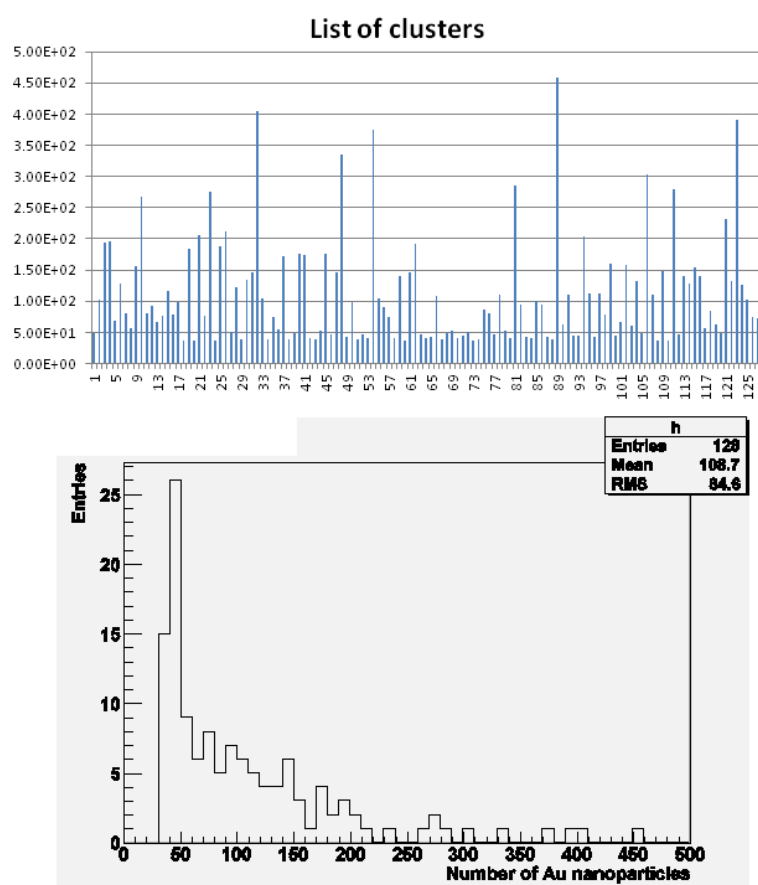 List of clusters
5.00E+02
4.50E+02
4.00E+02
3.50E+02
3.00E+02
2.50E+02
2.00E+02
1.50E+02
1.00E+02
5.00E+01
0.00E+00
1 5 9 13 17 21 25 29 33 37 41 45 49 53 57 61 65 69 73 77 81 85 89 93 97 101 105 109 113 117 121 125
h
Entries 128
Mean 108.7
RMS 84.6
Entries
25
20
15
10
5
0
0 50 100 150 200 250 300 350 400 450 500
Number of Au nanoparticles